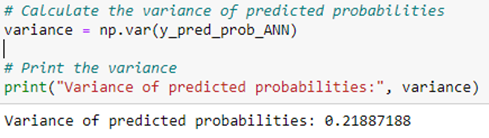 # Calculate the variance of predicted probabilities
variance = np.var(y_pred_prob_ANN)
# Print the variance
print("Variance of predicted probabilities:", variance)
Variance of predicted probabilities: 0.21887188